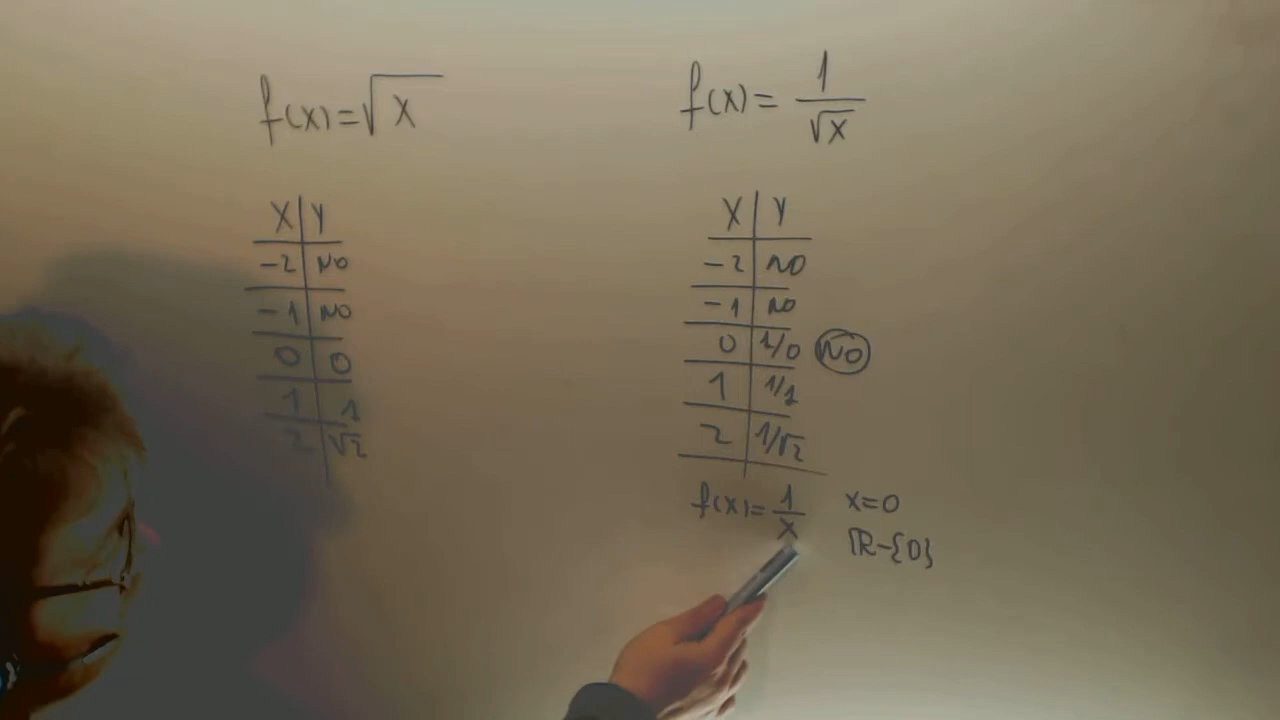 f(x)=√x
X | Y
-2 | NO
-1 | NO
0 | 0
1 | 1
2 | √2
f(x)= 1/√x
X | Y
-2 | NO
-1 | NO
0 | 1/0 NO
1 | 1/1
2 | 1/√2
f(x)= 1/x x=0
ℝ-{0}